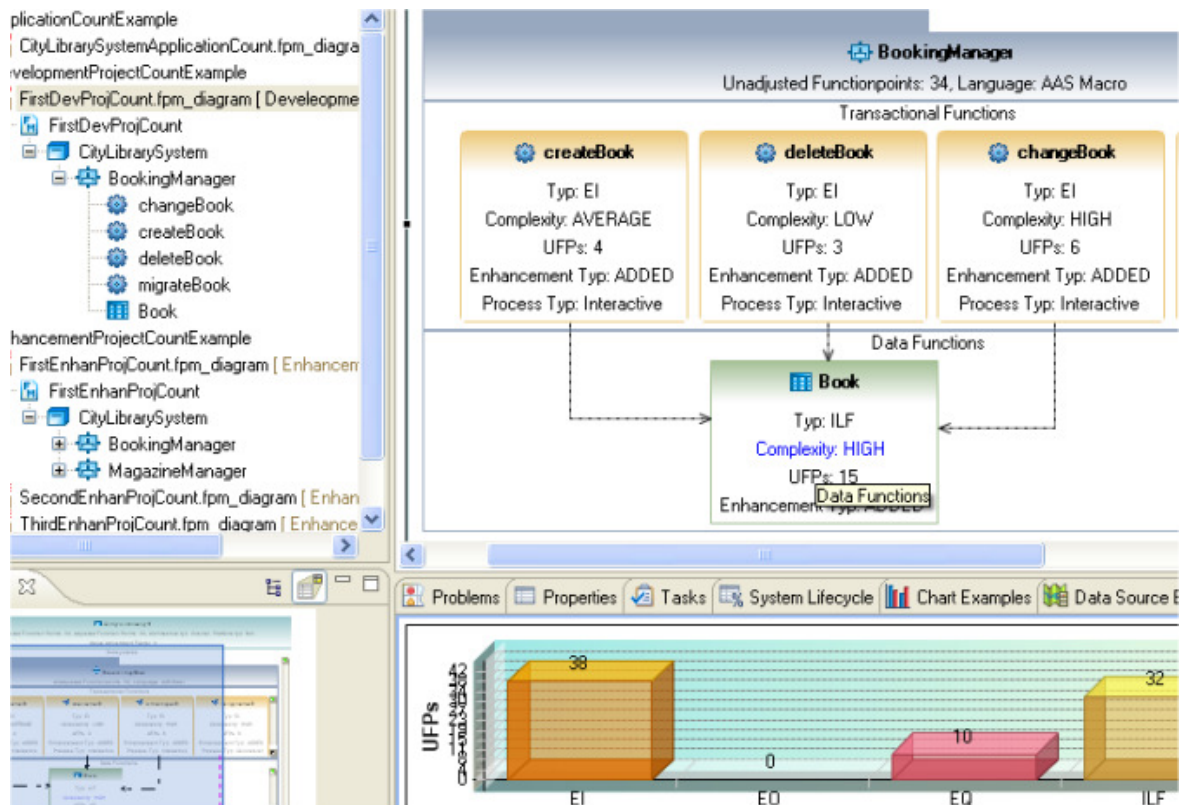 plicationCountExample
CityLibrarySystemApplicationCount.fpm_diagra
evelopmentProjectCountExample
FirstDevProjCount.fpm_diagram [ Develeopme
FirstDevProjCount
CityLibrarySystem
BookingManager
changeBook
createBook
deleteBook
migrateBook
Book
hancementProjectCountExample
FirstEnhanProjCount.fpm_diagram [ Enhancem
FirstEnhanProjCount
CityLibrarySystem
BookingManager
MagazineManager
SecondEnhanProjCount.fpm_diagram [ Enhan
ThirdEnhanProjCount.fpm_diagram [ Enhance
BookingManager
Unadjusted Functionpoints: 34, Language: AAS Macro
Transactional Functions
createBook
Typ: EI
Complexity: AVERAGE
UFPs: 4
Enhancement Typ: ADDED
Process Typ: Interactive
deleteBook
Typ: EI
Complexity: LOW
UFPs: 3
Enhancement Typ: ADDED
Process Typ: Interactive
changeBook
Typ: EI
Complexity: HIGH
UFPs: 6
Enhancement Typ: ADDED
Process Typ: Interactive
Data Functions
Book
Typ: ILF
Complexity: HIGH
UFPs: 15
Data Functions
Enhancement Typ: ADDED
Problems Properties Tasks System Lifecycle Chart Examples Data Source E
UFPs
42
0
38
0
10
32
EI EO EQ ILF